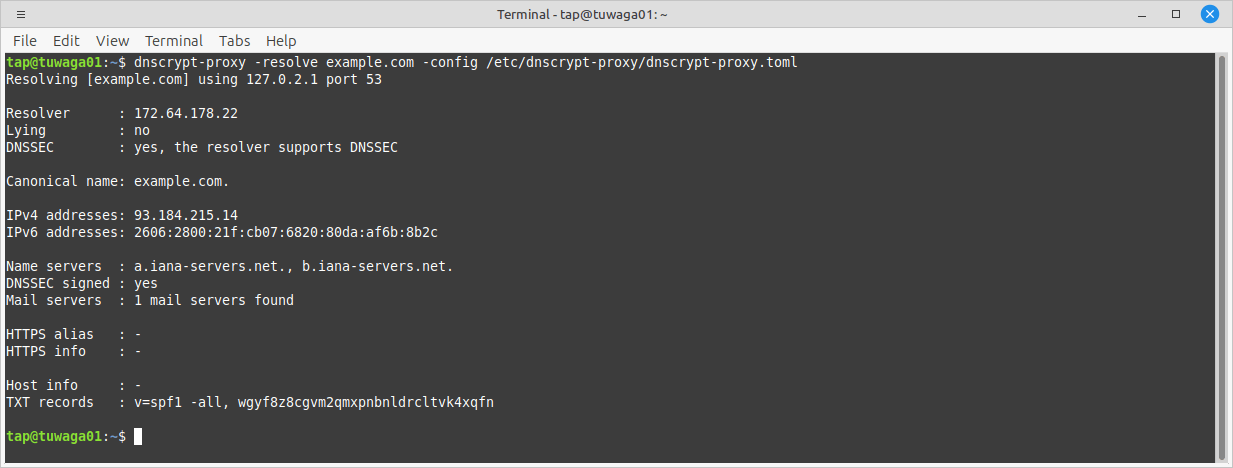 Terminal - tap@tuwaga01: ~
File Edit View Terminal Tabs Help
tap@tuwaga01:~$ dnscrypt-proxy -resolve example.com -config /etc/dnscrypt-proxy/dnscrypt-proxy.toml
Resolving [example.com] using 127.0.2.1 port 53
Resolver      : 172.64.178.22
Lying         : no
DNSSEC        : yes, the resolver supports DNSSEC
Canonical name: example.com.
IPv4 addresses: 93.184.215.14
IPv6 addresses: 2606:2800:21f:cb07:6820:80da:af6b:8b2c
Name servers  : a.iana-servers.net., b.iana-servers.net.
DNSSEC signed : yes
Mail servers  : 1 mail servers found
HTTPS alias   : -
HTTPS info    : -
Host info     : -
TXT records   : v=spf1 -all, wgyf8z8cgvm2qmxpnbnldrcltvk4xqfn
tap@tuwaga01:~$